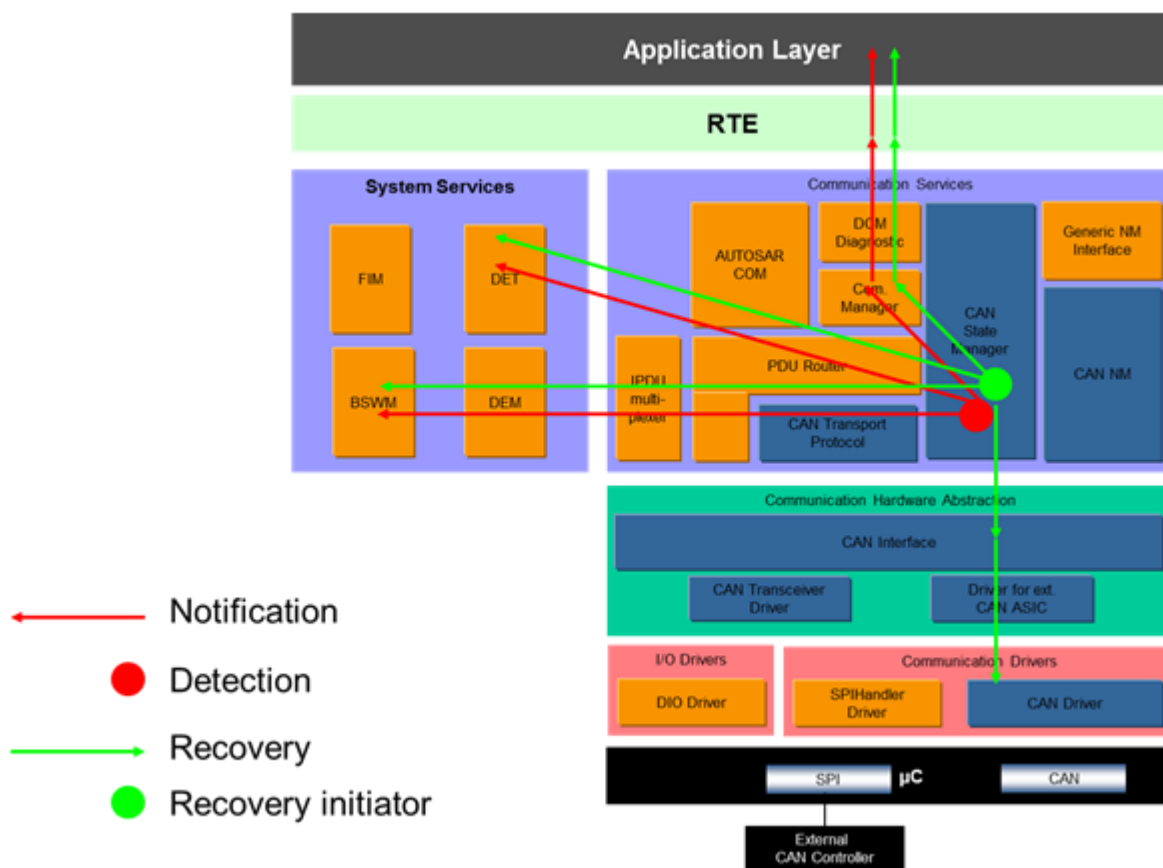 Application Layer
RTE
System Services
FIM
DET
BSWM
DEM
Communication Services
AUTOSAR
COM
DCM
Diagnostic
Com.
Manager
CAN
State
Manager
Generic NM
Interface
CAN NM
IPDU
multi-
plexer
PDU Router
CAN Transport
Protocol
Communication Hardware Abstraction
CAN Interface
CAN Transceiver
Driver
Driver for ext.
CAN ASIC
I/O Drivers
DIO Driver
Communication Drivers
SPIHandler
Driver
CAN Driver
SPI
µC
CAN
External
CAN Controller
Notification
Detection
Recovery
Recovery initiator